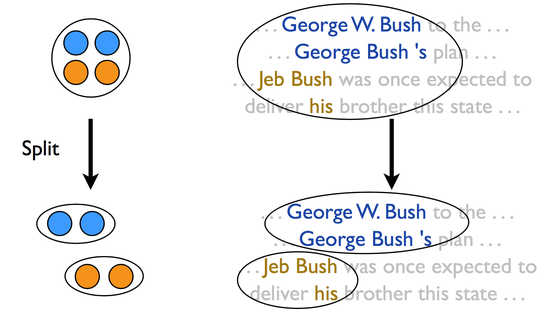 ... George W. Bush to the ...
... George Bush 's plan ...
... Jeb Bush was once expected to
deliver his brother this state ...
Split
... George W. Bush to the ...
... George Bush 's plan ...
... Jeb Bush was once expected to
deliver his brother this state ...